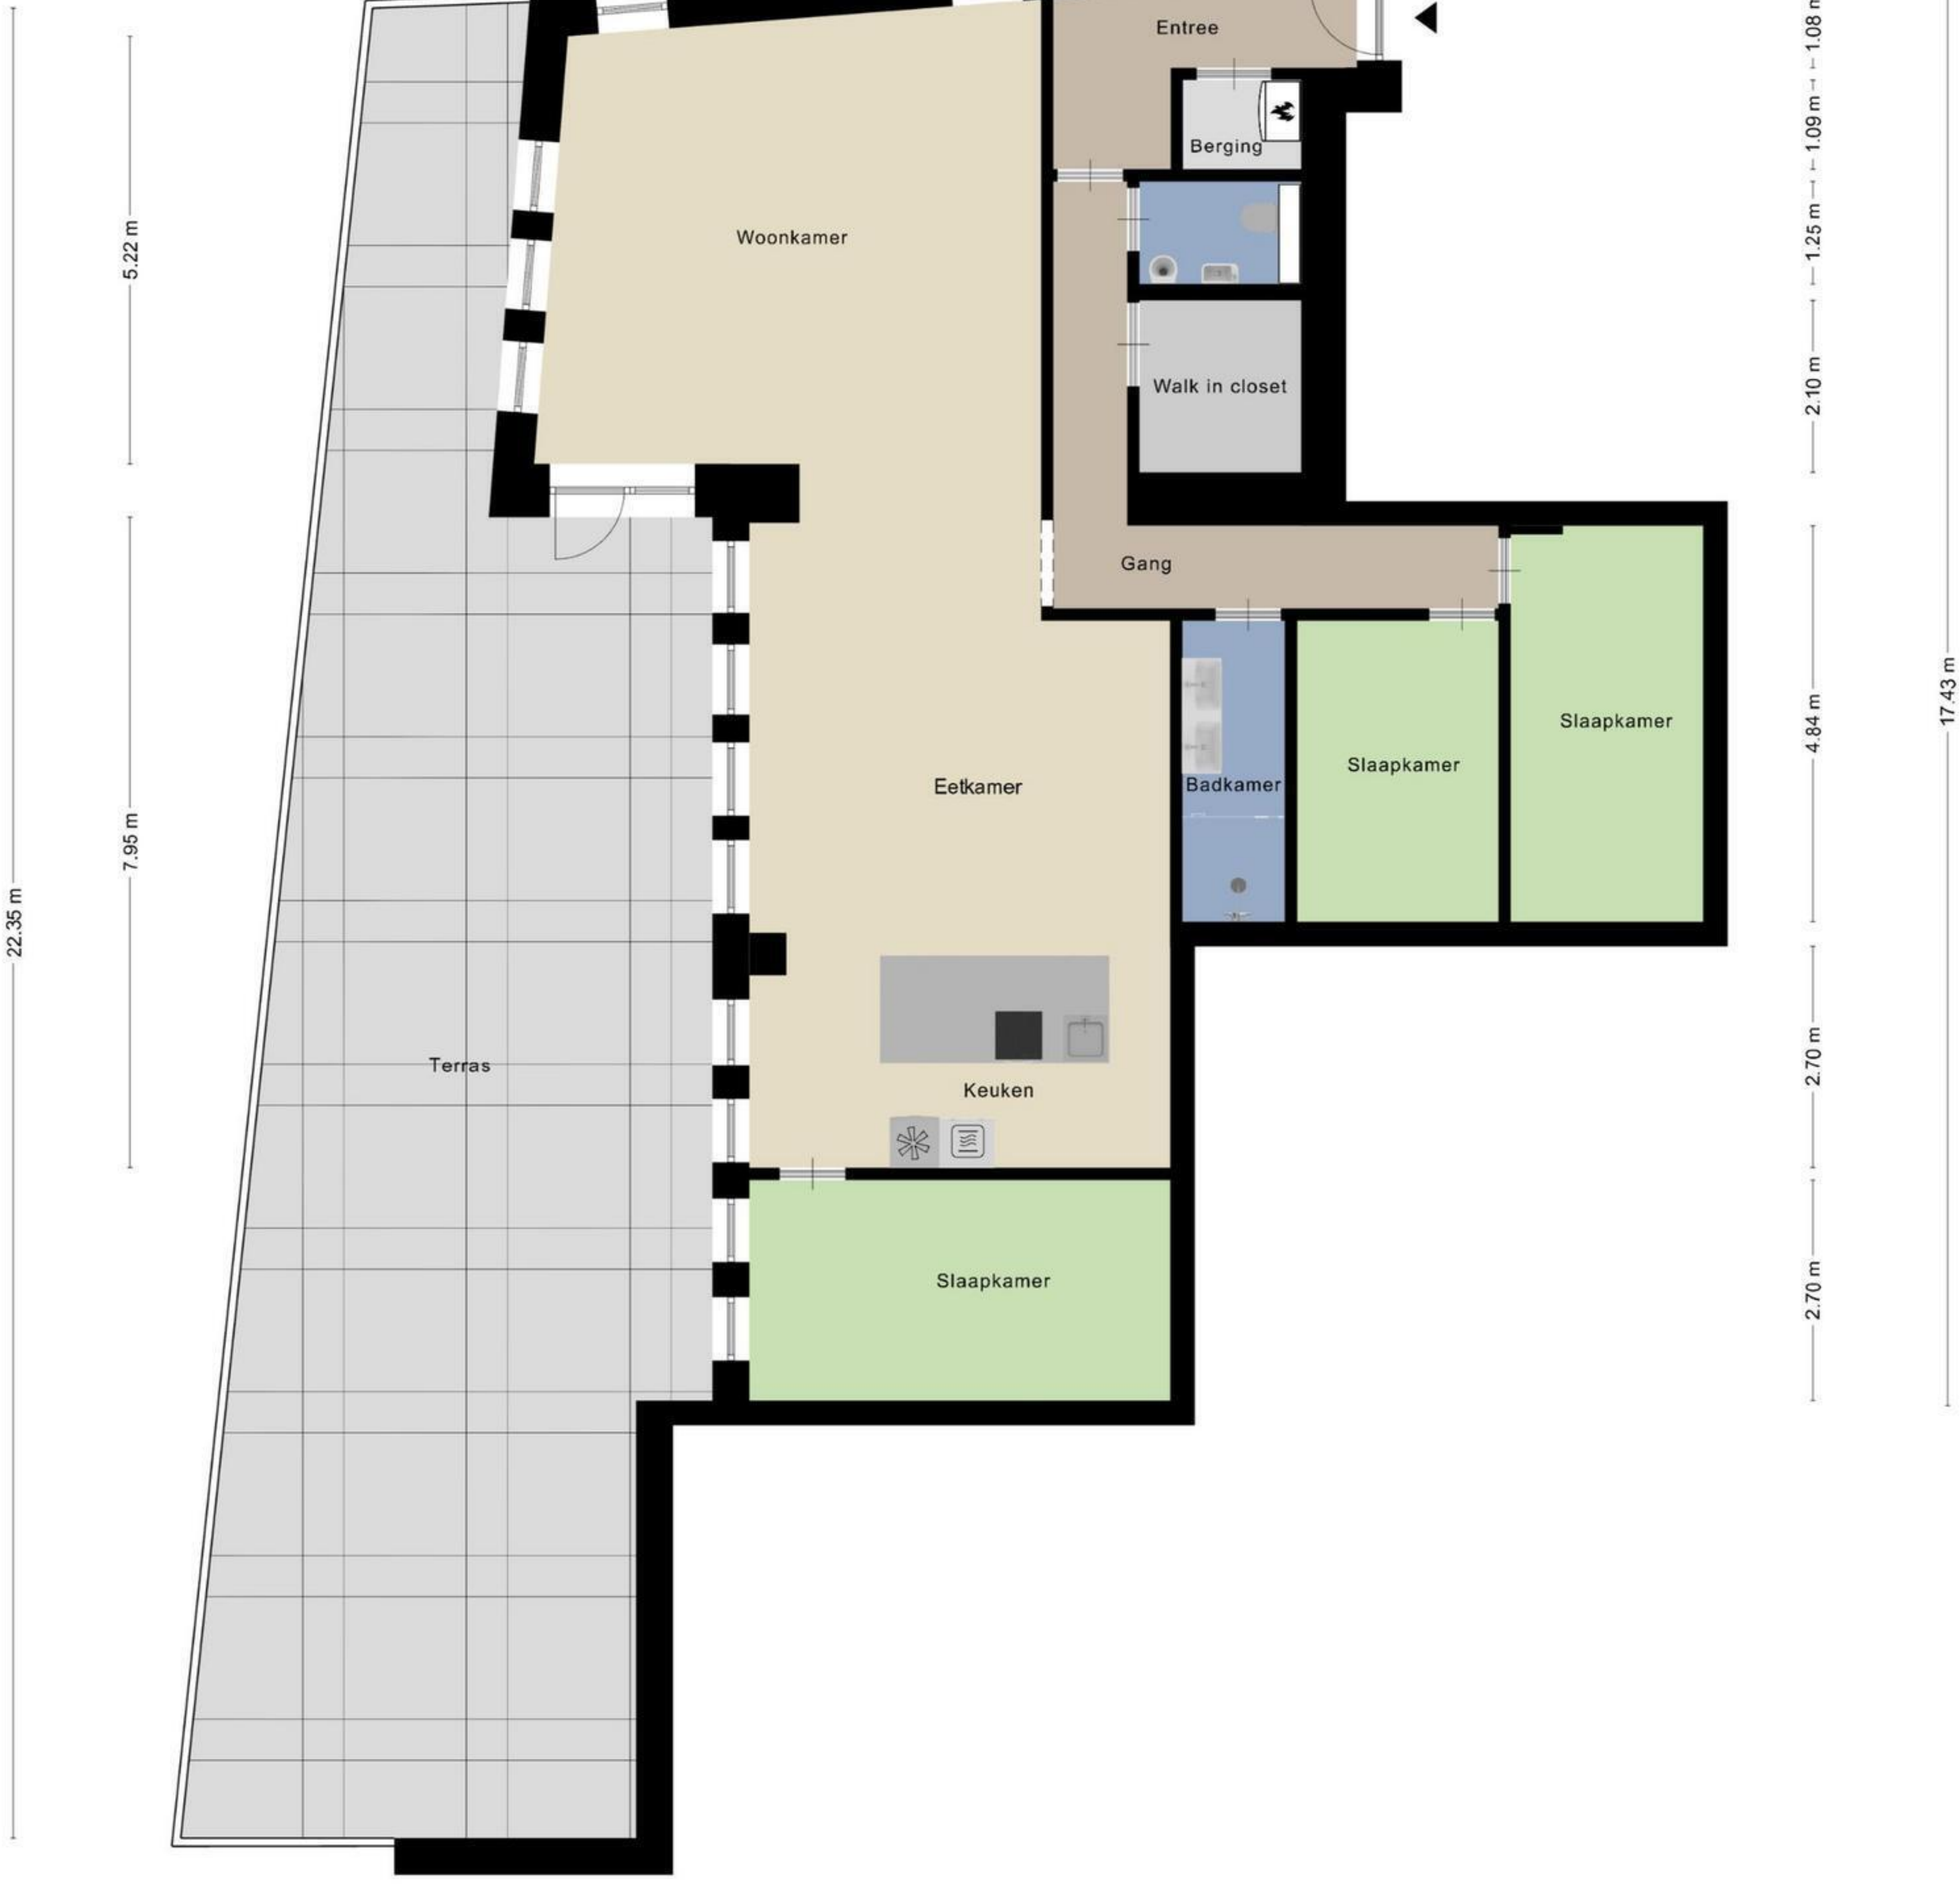 Entree
1.08 m
Berging
1.09 m
Woonkamer
5.22 m
1.25 m
Walk in closet
2.10 m
Gang
17.43 m
Slaapkamer
4.84 m
Slaapkamer
Eetkamer
Badkamer
7.95 m
22.35 m
Terras
Keuken
2.70 m
Slaapkamer
2.70 m